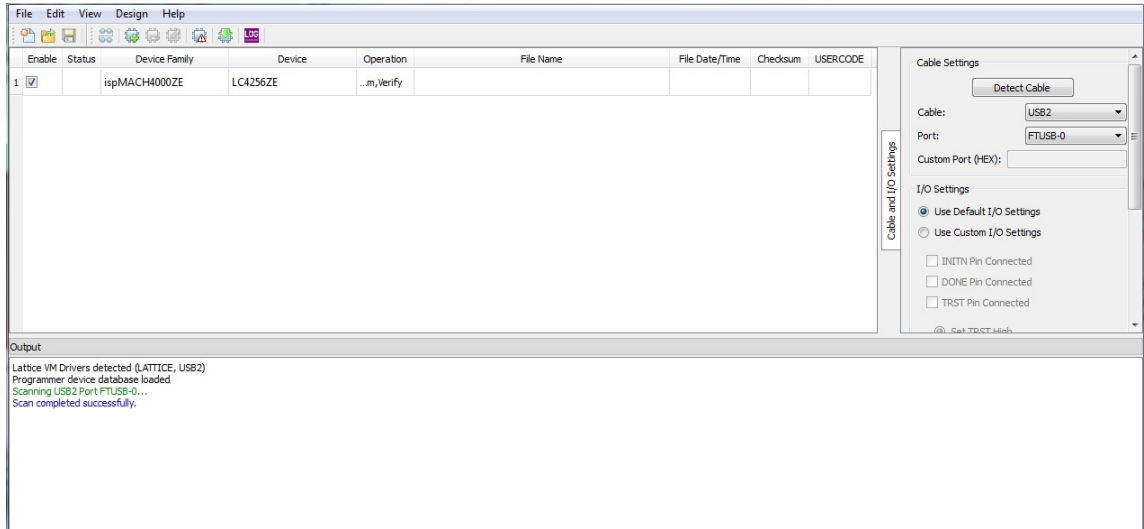 File Edit View Design Help
LOG
Enable Status Device Family Device Operation File Name File Date/Time Checksum USERCODE
1 ispMACH4000ZE LC4256ZE ...m,Verify
Cable and I/O Settings
Cable Settings
Detect Cable
Cable: USB2
Port: FTUSB-0
Custom Port (HEX):
I/O Settings
Use Default I/O Settings
Use Custom I/O Settings
INITN Pin Connected
DONE Pin Connected
TRST Pin Connected
Set TRST High
Output
Lattice VM Drivers detected (LATTICE, USB2)
Programmer device database loaded
Scanning USB2 Port FTUSB-0...
Scan completed successfully.